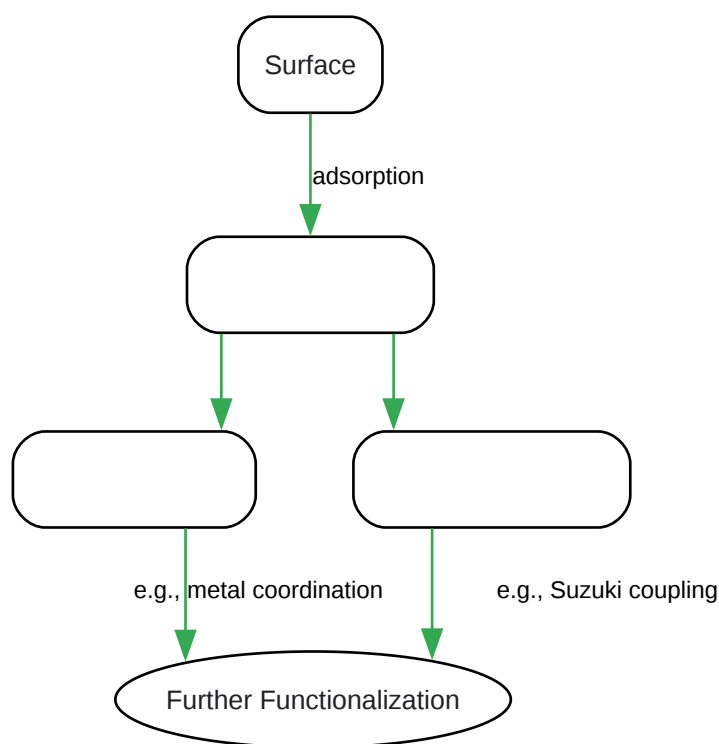 Surface
adsorption
e.g., metal coordination
e.g., Suzuki coupling
Further Functionalization